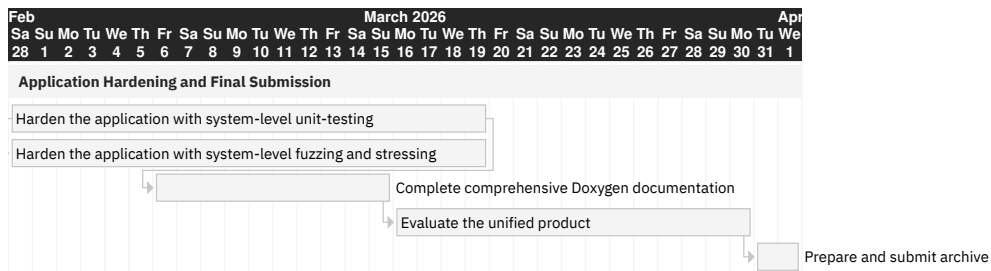 Feb March 2026 Apr
Sa Su Mo Tu We Th Fr Sa Su Mo Tu We Th Fr Sa Su Mo Tu We Th Fr Sa Su Mo Tu We Th Fr Sa Su Mo Tu We
28 1 2 3 4 5 6 7 8 9 10 11 12 13 14 15 16 17 18 19 20 21 22 23 24 25 26 27 28 29 30 31 1
Application Hardening and Final Submission
Harden the application with system-level unit-testing
Harden the application with system-level fuzzing and stressing
Complete comprehensive Doxygen documentation
Evaluate the unified product
Prepare and submit archive